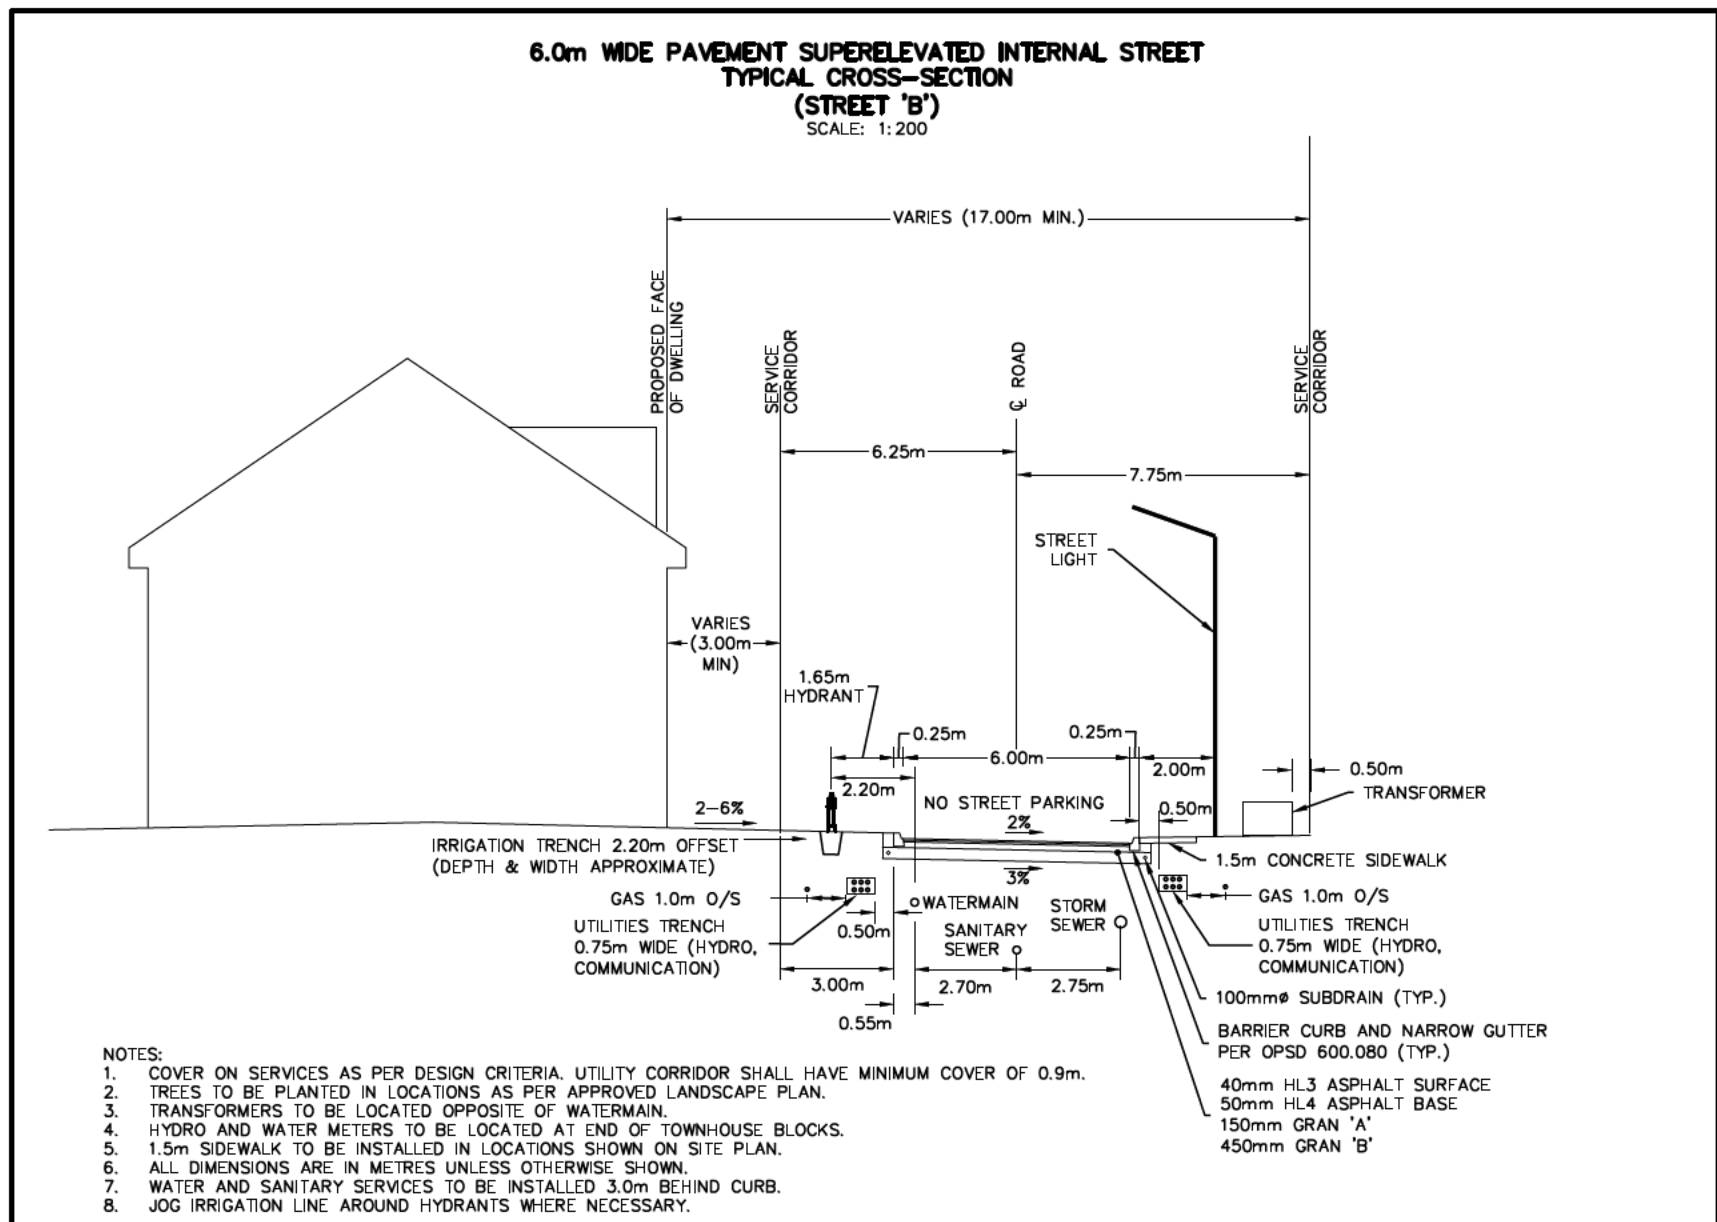 6.0m WIDE PAVEMENT SUPERELEVATED INTERNAL STREET
TYPICAL CROSS-SECTION
(STREET 'B')
SCALE: 1:200
VARIES (17.00m MIN.)
PROPOSED FACE
OF DWELLING
SERVICE
CORRIDOR
℄ ROAD
SERVICE
CORRIDOR
6.25m
7.75m
STREET
LIGHT
VARIES
(3.00m
MIN)
1.65m
HYDRANT
0.25m
0.25m
6.00m
2.00m
0.50m
TRANSFORMER
2.20m
NO STREET PARKING
0.50m
2-6%
2%
IRRIGATION TRENCH 2.20m OFFSET
(DEPTH & WIDTH APPROXIMATE)
1.5m CONCRETE SIDEWALK
3%
GAS 1.0m O/S
GAS 1.0m O/S
WATERMAIN
STORM
SEWER
SANITARY
SEWER
UTILITIES TRENCH
0.75m WIDE (HYDRO,
COMMUNICATION)
0.50m
UTILITIES TRENCH
0.75m WIDE (HYDRO,
COMMUNICATION)
3.00m
2.70m
2.75m
0.55m
100mmø SUBDRAIN (TYP.)
BARRIER CURB AND NARROW GUTTER
PER OPSD 600.080 (TYP.)
40mm HL3 ASPHALT SURFACE
50mm HL4 ASPHALT BASE
150mm GRAN 'A'
450mm GRAN 'B'
NOTES:
1. COVER ON SERVICES AS PER DESIGN CRITERIA. UTILITY CORRIDOR SHALL HAVE MINIMUM COVER OF 0.9m.
2. TREES TO BE PLANTED IN LOCATIONS AS PER APPROVED LANDSCAPE PLAN.
3. TRANSFORMERS TO BE LOCATED OPPOSITE OF WATERMAIN.
4. HYDRO AND WATER METERS TO BE LOCATED AT END OF TOWNHOUSE BLOCKS.
5. 1.5m SIDEWALK TO BE INSTALLED IN LOCATIONS SHOWN ON SITE PLAN.
6. ALL DIMENSIONS ARE IN METRES UNLESS OTHERWISE SHOWN.
7. WATER AND SANITARY SERVICES TO BE INSTALLED 3.0m BEHIND CURB.
8. JOG IRRIGATION LINE AROUND HYDRANTS WHERE NECESSARY.